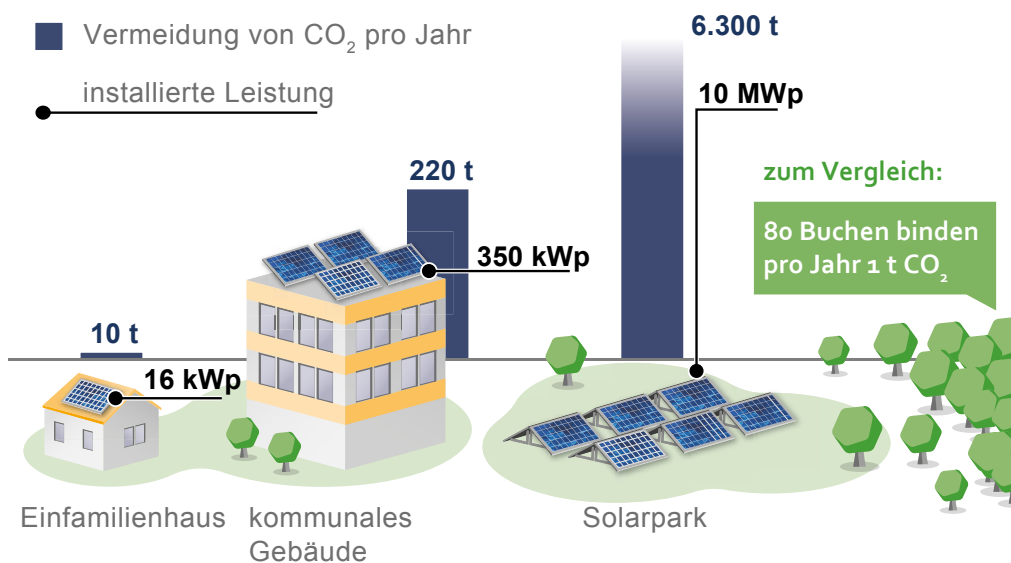 Vermeidung von CO₂ pro Jahr
installierte Leistung
6.300 t
10 MWp
220 t
350 kWp
zum Vergleich:
80 Buchen binden
pro Jahr 1 t CO₂
10 t
16 kWp
Einfamilienhaus
kommunales
Gebäude
Solarpark